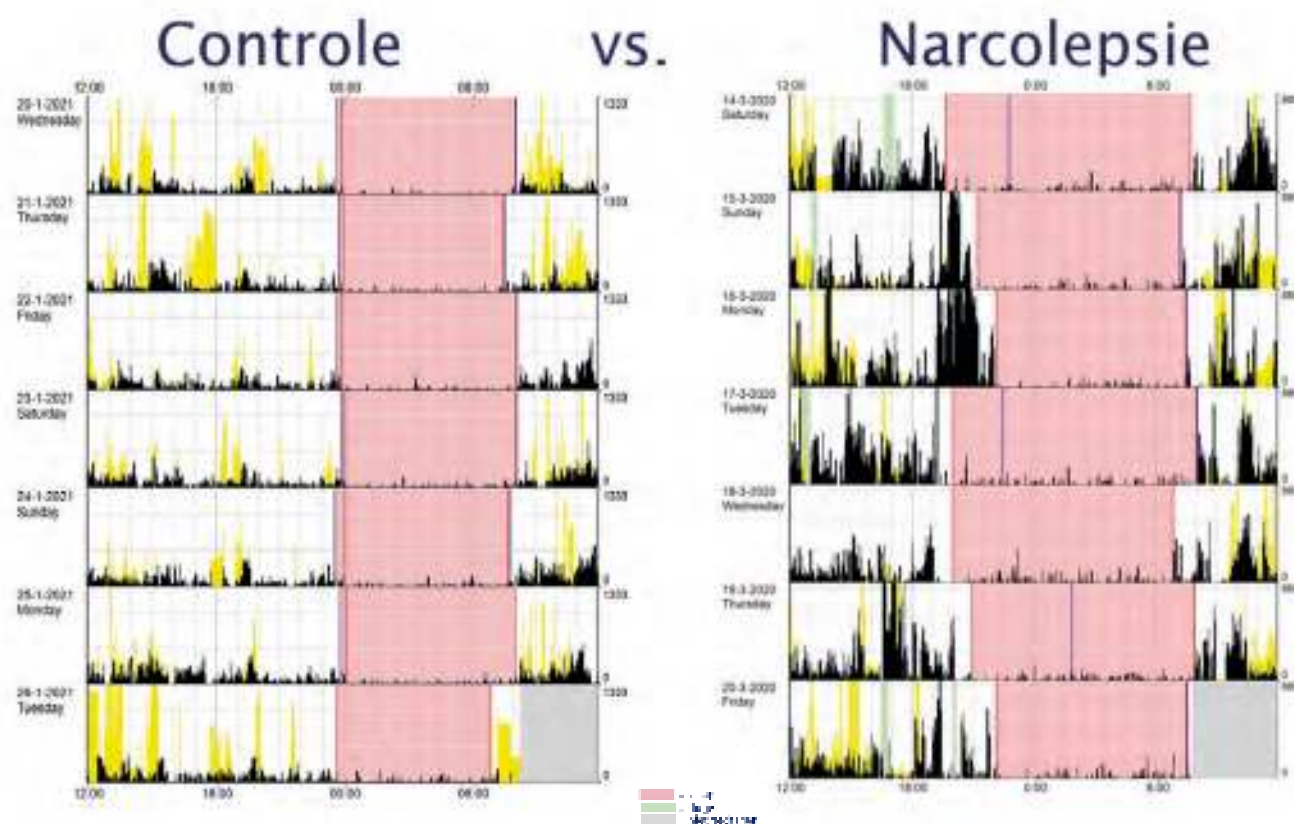 Controle
vs.
Narcolepsie
12:00 18:00 00:00 06:00
20-1-2021
Wednesday
21-1-2021
Thursday
22-1-2021
Friday
23-1-2021
Saturday
24-1-2021
Sunday
25-1-2021
Monday
26-1-2021
Tuesday
12:00 18:00 00:00 06:00
12:00 18:00 0:00 6:00
14-3-2020
Saturday
15-3-2020
Sunday
16-3-2020
Monday
17-3-2020
Tuesday
18-3-2020
Wednesday
19-3-2020
Thursday
20-3-2020
Friday
12:00 18:00 0:00 6:00